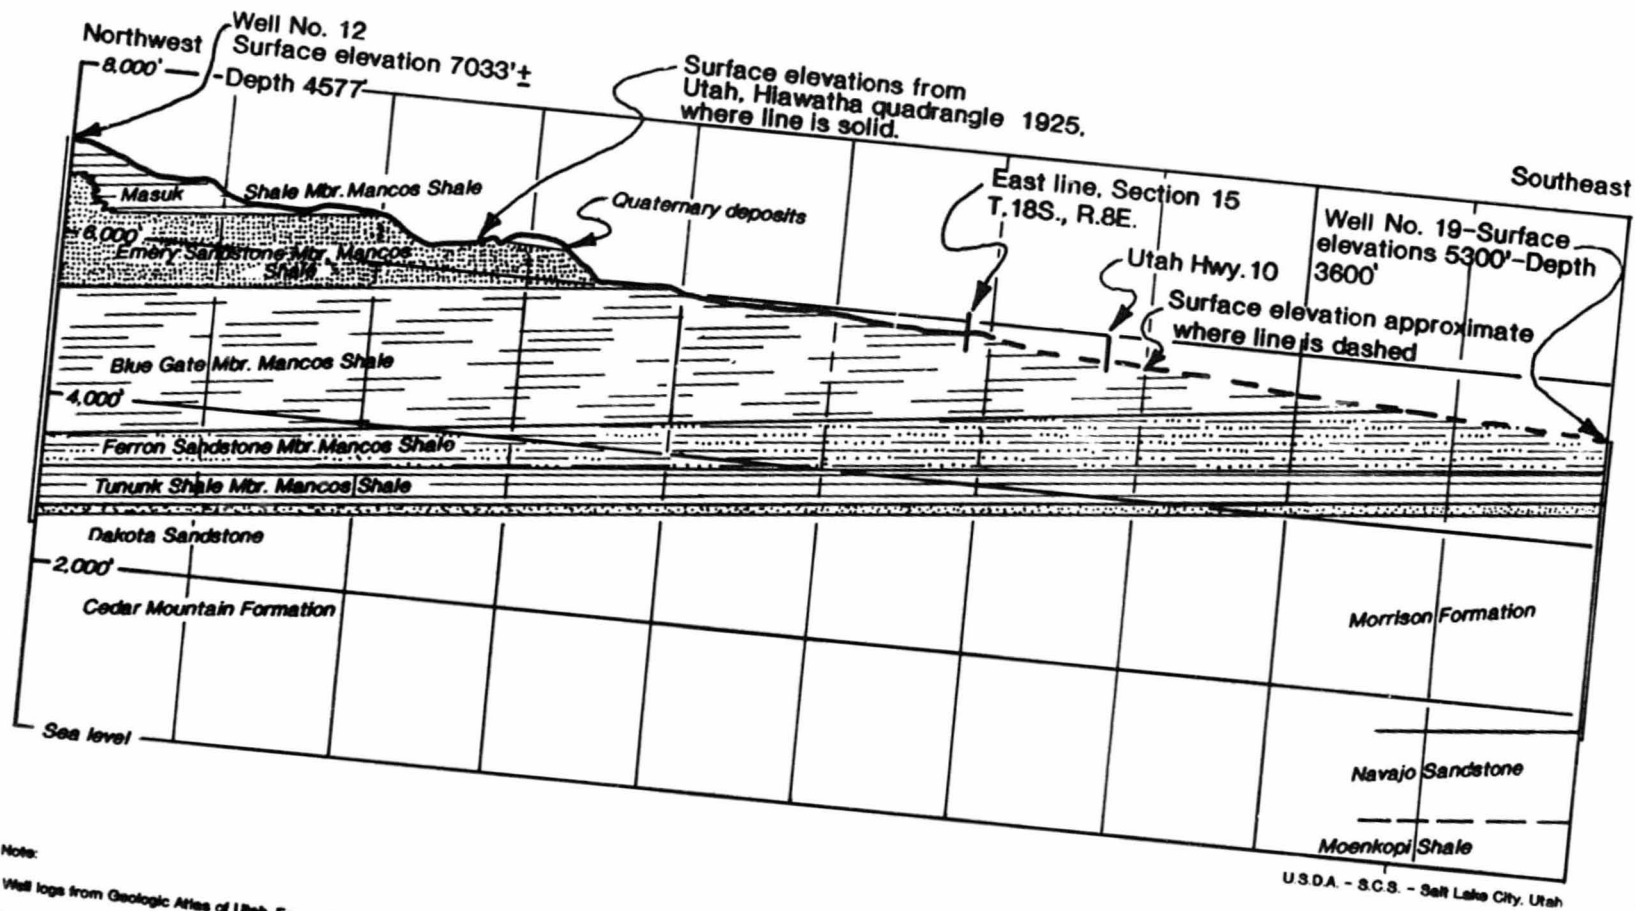 Northwest
Well No. 12
Surface elevation 7033'±
Depth 4577'
8,000'
Surface elevations from
Utah, Hiawatha quadrangle 1925.
where line is solid.
Southeast
East line, Section 15
T.18S., R.8E.
Well No. 19-Surface
elevations 5300'-Depth
3600'
Masuk Shale Mbr. Mancos Shale
Quaternary deposits
6,000'
Emery Sandstone Mbr. Mancos
Shale
Utah Hwy. 10
Surface elevation approximate
where line is dashed
Blue Gate Mbr. Mancos Shale
4,000'
Ferron Sandstone Mbr. Mancos Shale
Tununk Shale Mbr. Mancos Shale
Dakota Sandstone
2,000'
Cedar Mountain Formation
Morrison Formation
Sea level
Navajo Sandstone
Moenkopi Shale
U.S.D.A. - S.C.S. - Salt Lake City, Utah
Note:
Well logs from Geologic Atlas of Utah,